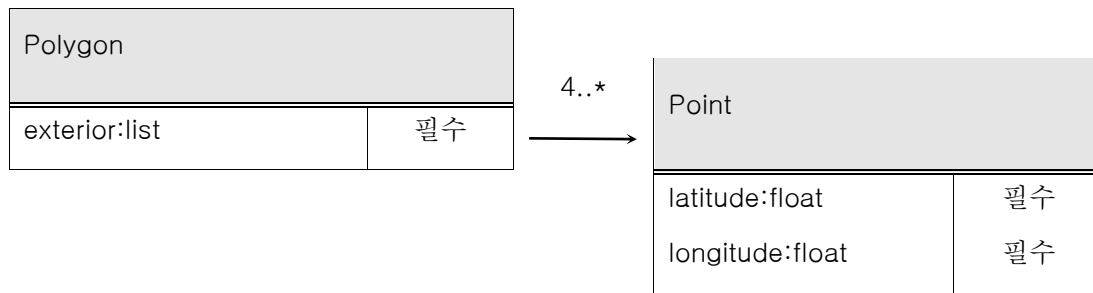 Polygon
exterior:list 필수
4..*
Point
latitude:float 필수
longitude:float 필수